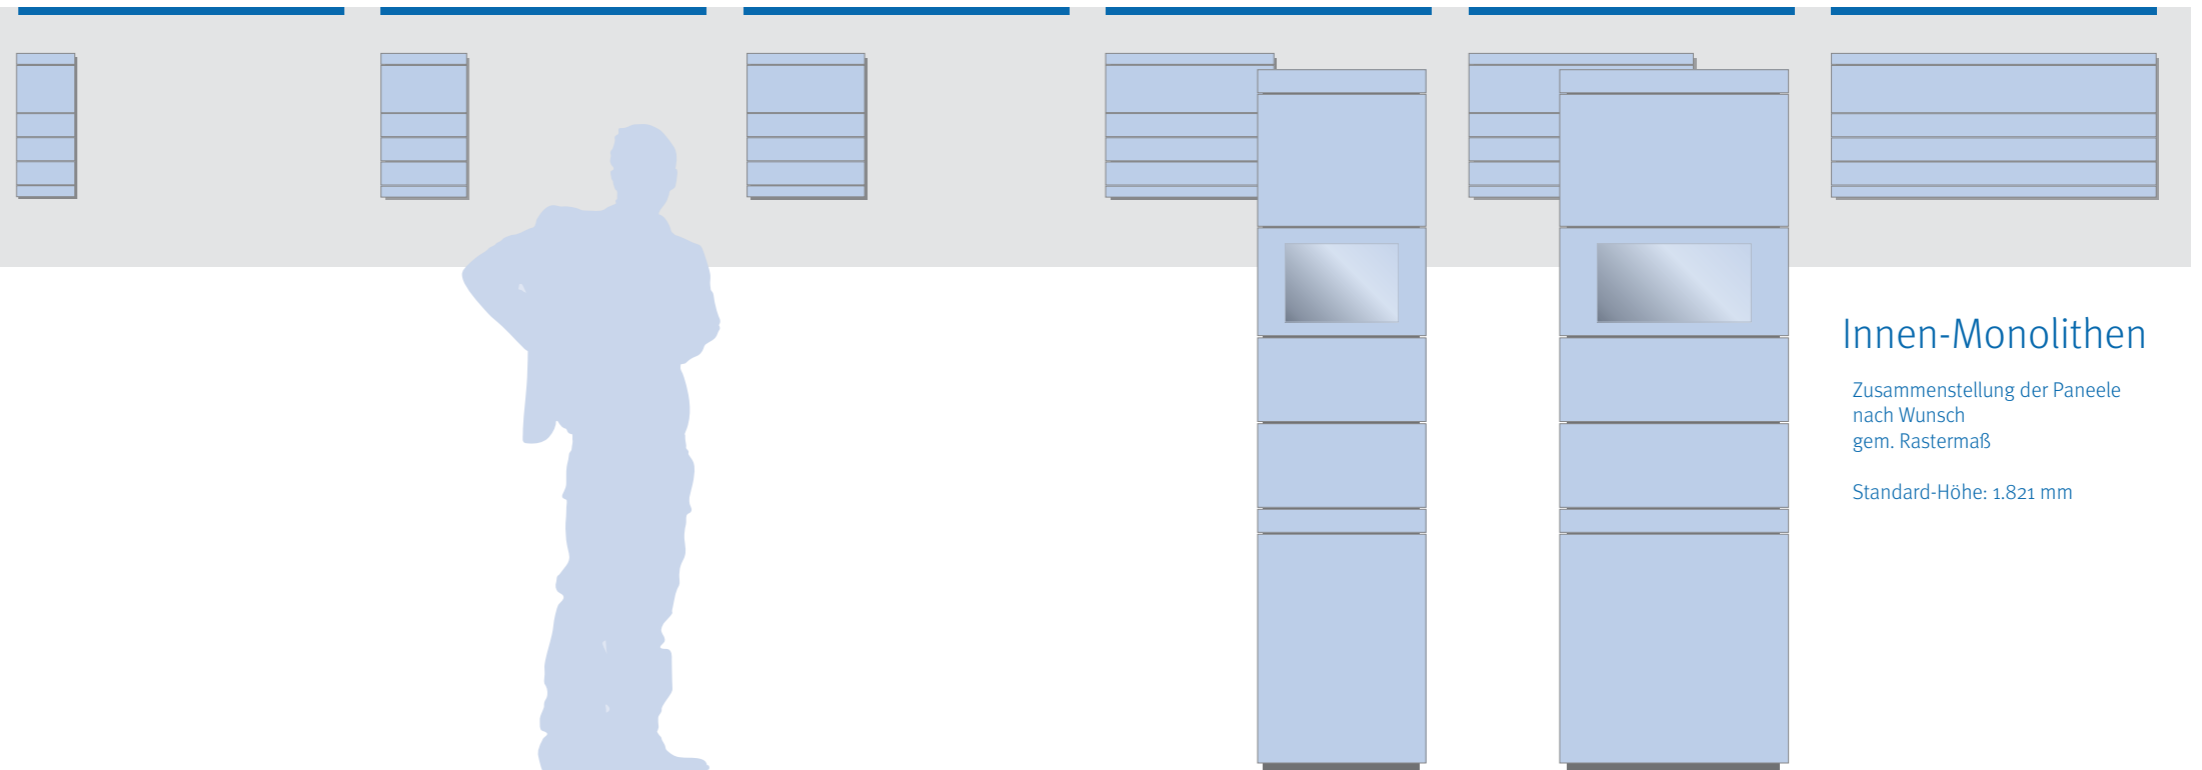 Innen-Monolithen
Zusammenstellung der Paneele
nach Wunsch
gem. Rastermaß
Standard-Höhe: 1.821 mm